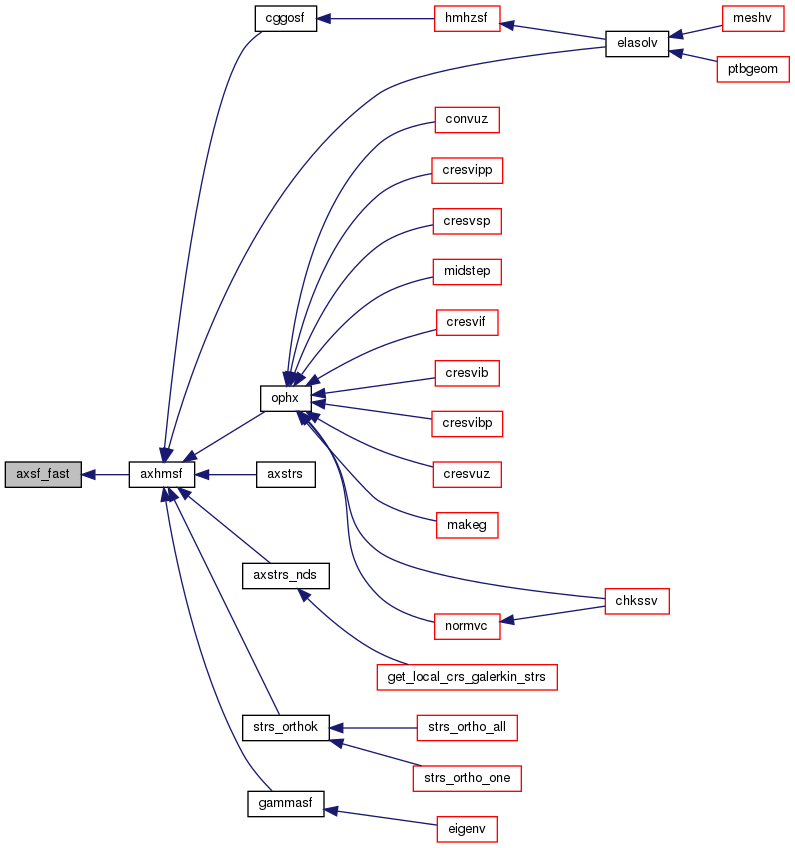 cggosf
hmhzsf
elasolv
meshv
ptbgeom
convuz
cresvipp
cresvsp
midstep
cresvif
cresvib
ophx
cresvibp
axsf_fast
axhmsf
axstrs
cresvuz
makeg
axstrs_nds
chkssv
normvc
get_local_crs_galerkin_strs
strs_orthok
strs_ortho_all
strs_ortho_one
gammasf
eigenv